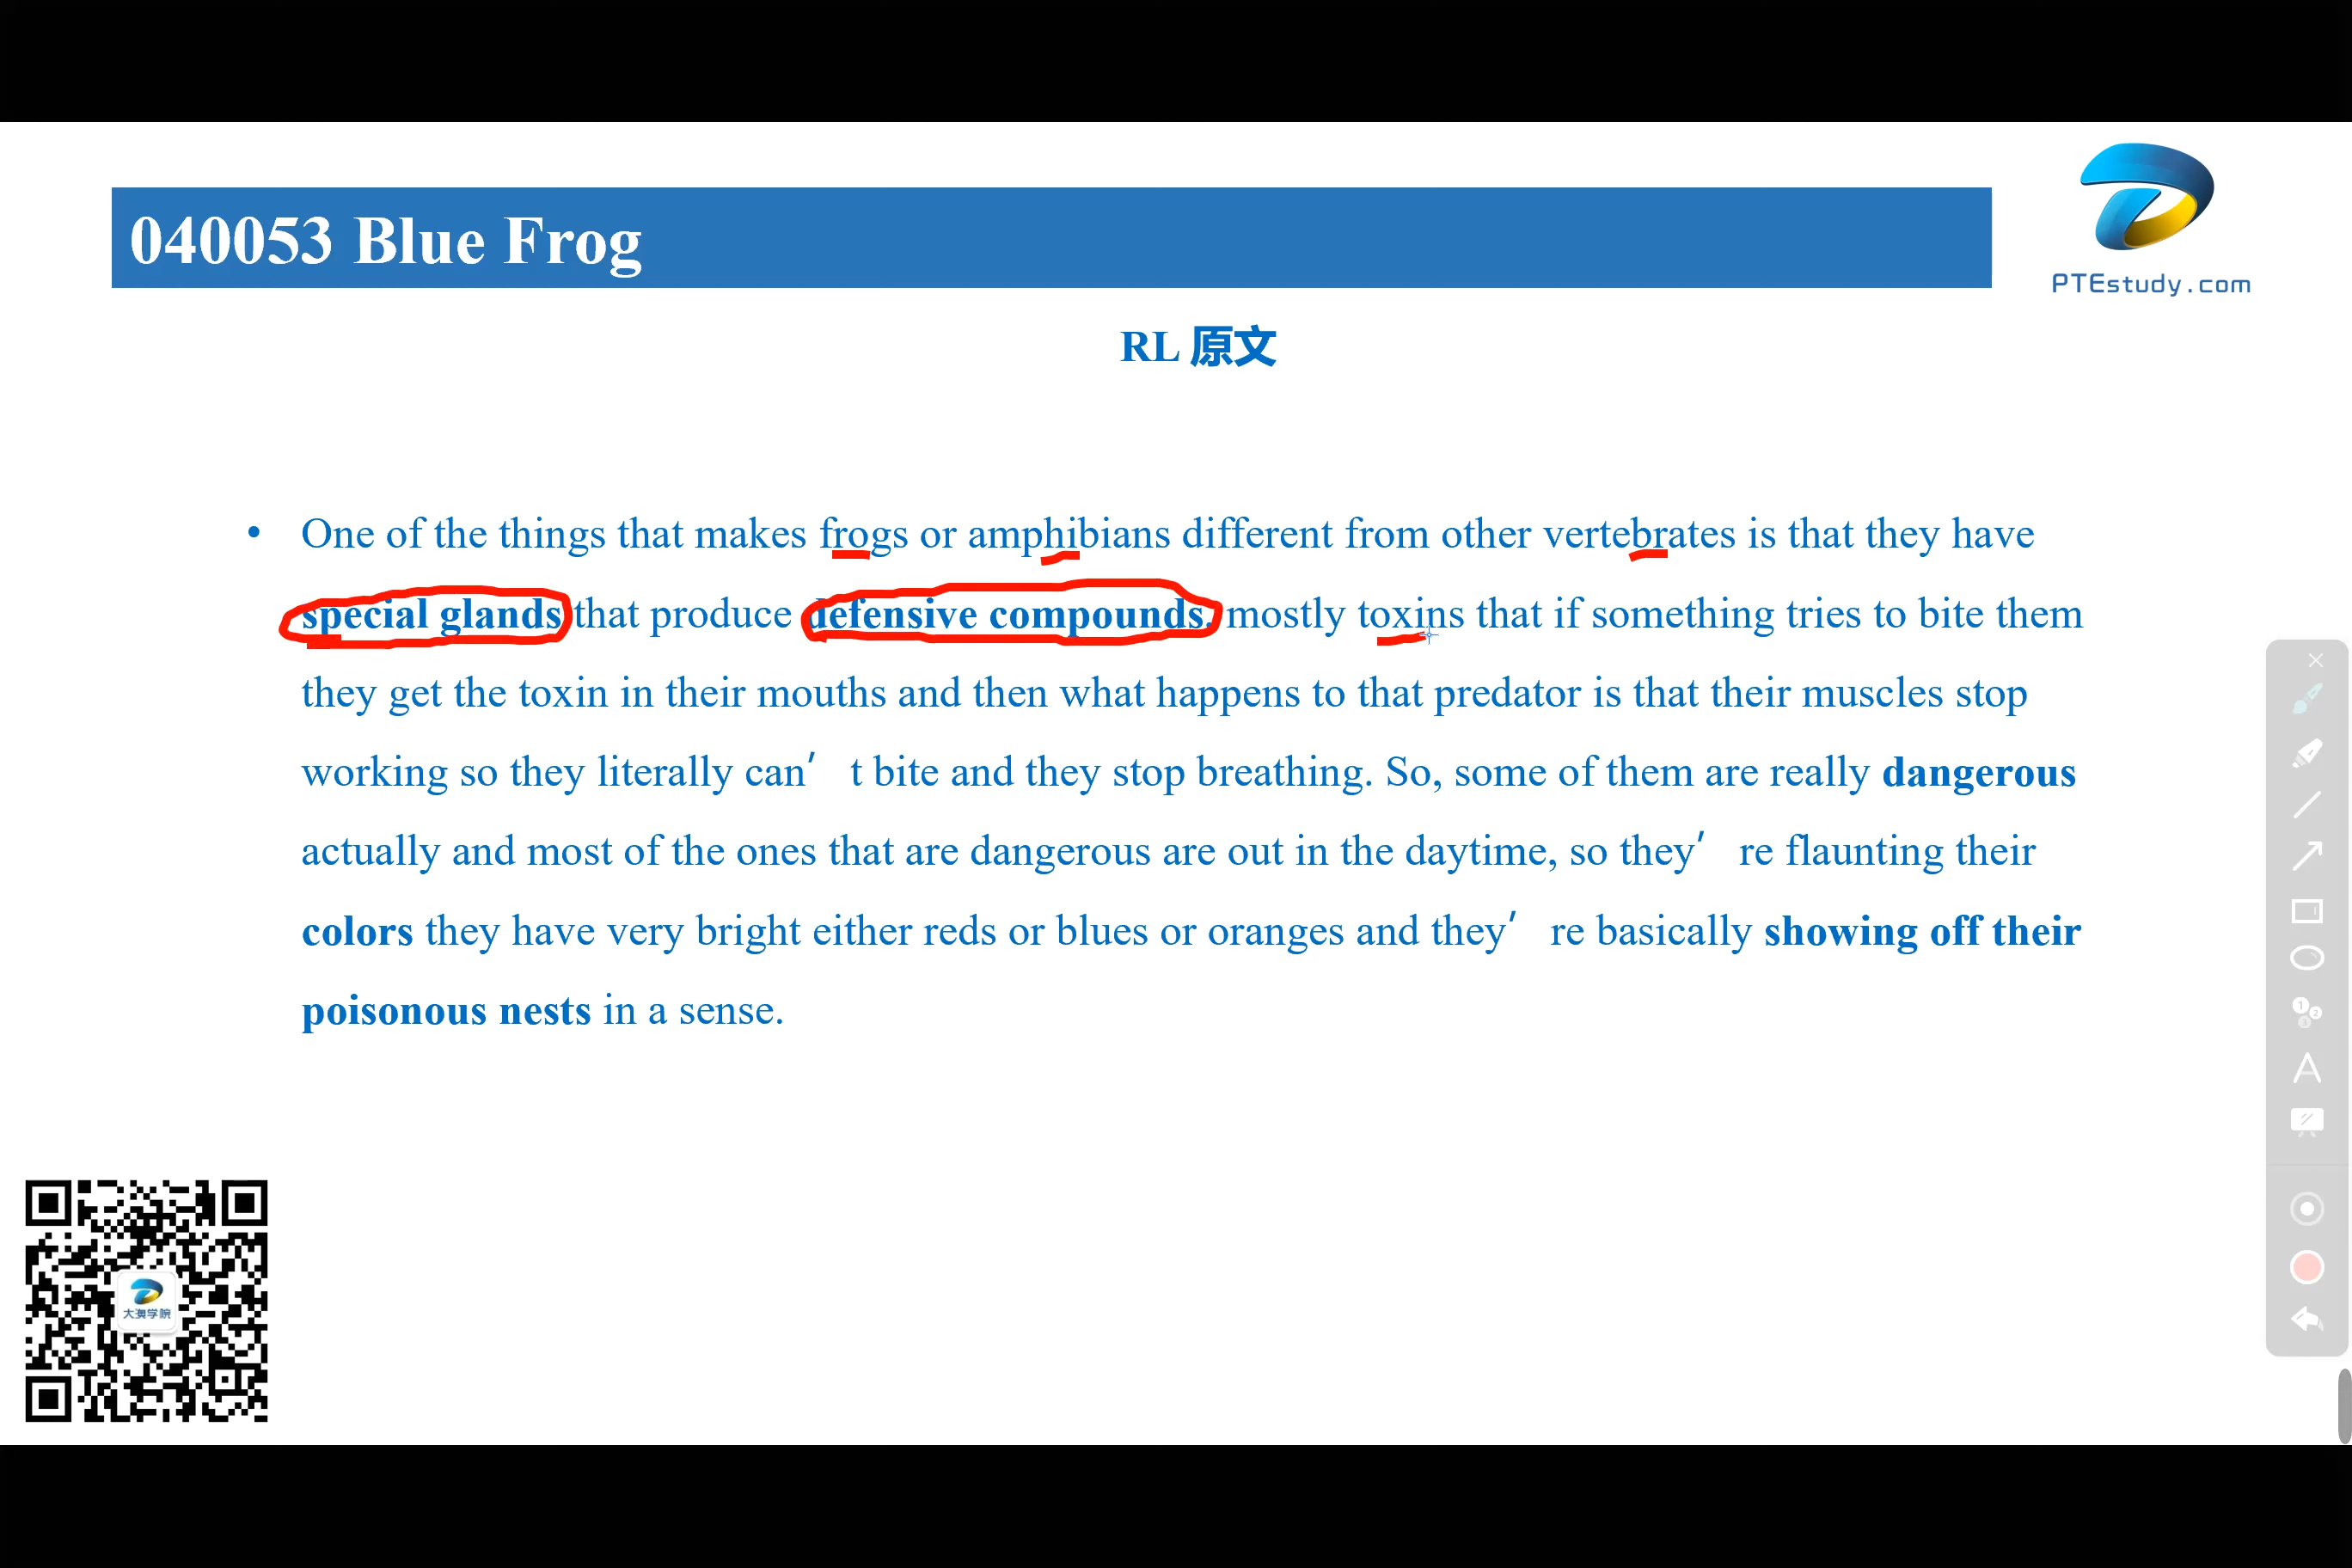 040053 Blue Frog
PTEstudy.com
RL 原文
• One of the things that makes frogs or amphibians different from other vertebrates is that they have
special glands that produce defensive compounds, mostly toxins that if something tries to bite them
they get the toxin in their mouths and then what happens to that predator is that their muscles stop
working so they literally can’t bite and they stop breathing. So, some of them are really dangerous
actually and most of the ones that are dangerous are out in the daytime, so they’re flaunting their
colors they have very bright either reds or blues or oranges and they’re basically showing off their
poisonous nests in a sense.
大澳学院